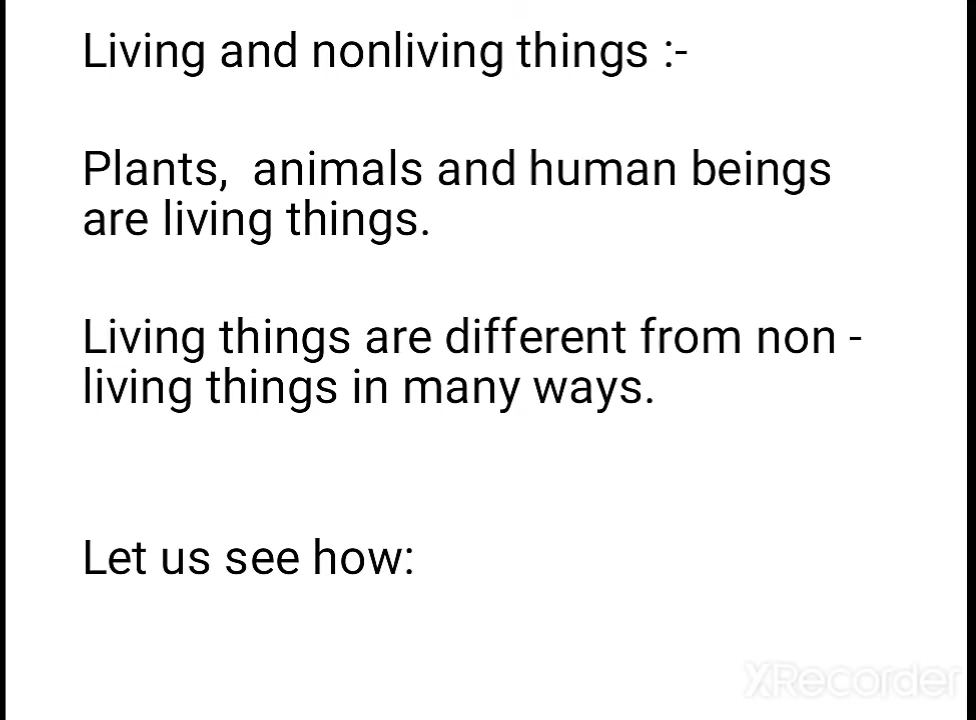 Living and nonliving things :-
Plants,  animals and human beings
are living things.
Living things are different from non -
living things in many ways.
Let us see how:
XRecorder